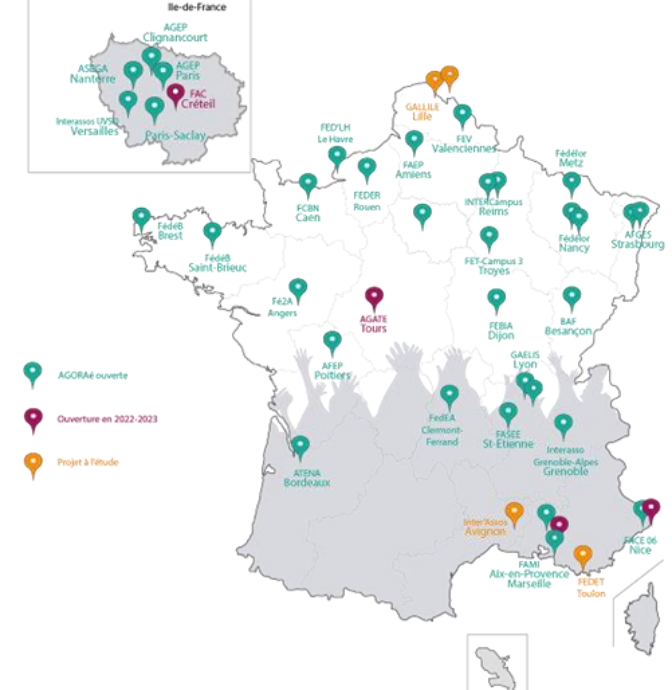 Ile-de-France
AGEP
Clignancourt
ASEGA
Nanterre
AGEP
Paris
FAC
Créteil
Interassos UVSQ
Versailles
Paris-Saclay
GALLILE
Lille
FEV
Valenciennes
FED'LH
Le Havre
FAEP
Amiens
Fédélor
Metz
FCBN
Caen
FEDER
Rouen
INTERCampus
Reims
FédéB
Brest
FédéB
Saint-Brieuc
Fédélor
Nancy
AFGES
Strasbourg
FET-Campus 3
Troyes
Fé2A
Angers
AGATE
Tours
FEBIA
Dijon
BAF
Besançon
AFEP
Poitiers
GAELIS
Lyon
AGORAé ouverte
Ouverture en 2022-2023
Projet à l'étude
FedEA
Clermont-
Ferrand
FASEE
St-Etienne
Interasso
Grenoble-Alpes
Grenoble
ATENA
Bordeaux
Inter'Assos
Avignon
FACE 06
Nice
FAMI
Aix-en-Provence
Marseille
FEDET
Toulon